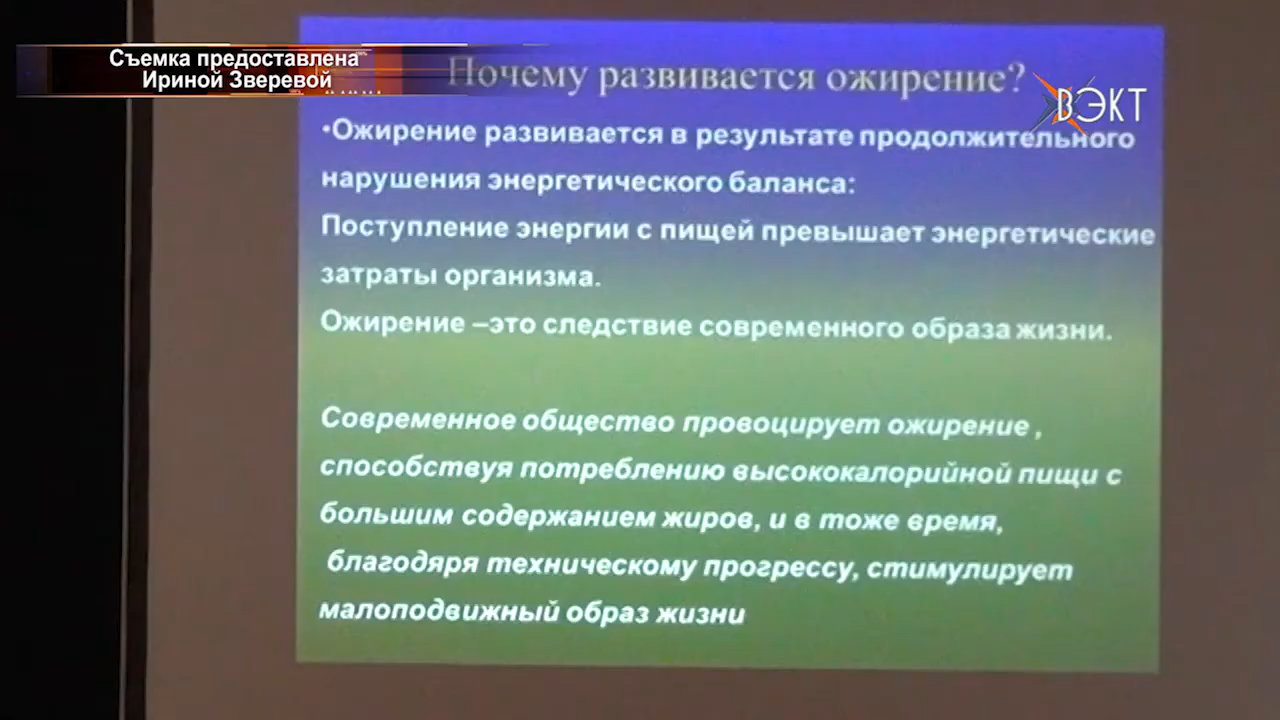 Съемка предоставлена
Ириной Зверевой
Почему развивается ожирение?
ВЭКТ
•Ожирение развивается в результате продолжительного
нарушения энергетического баланса:
Поступление энергии с пищей превышает энергетические
затраты организма.
Ожирение –это следствие современного образа жизни.
Современное общество провоцирует ожирение ,
способствуя потреблению высококалорийной пищи с
большим содержанием жиров, и в тоже время,
благодяря техническому прогрессу, стимулирует
малоподвижный образ жизни